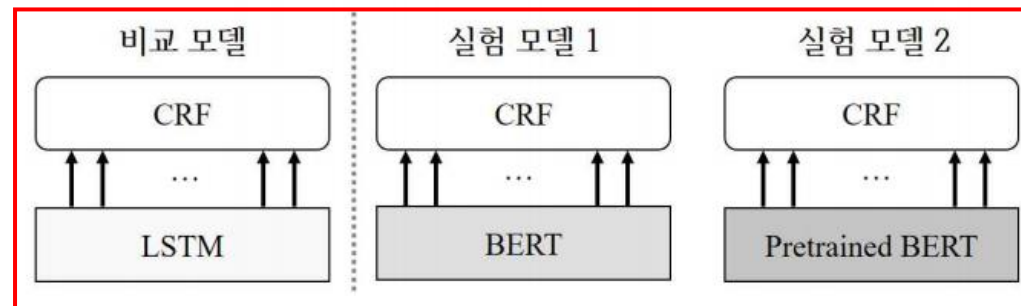 비교 모델
CRF
...
LSTM
실험 모델 1
CRF
...
BERT
실험 모델 2
CRF
...
Pretrained BERT